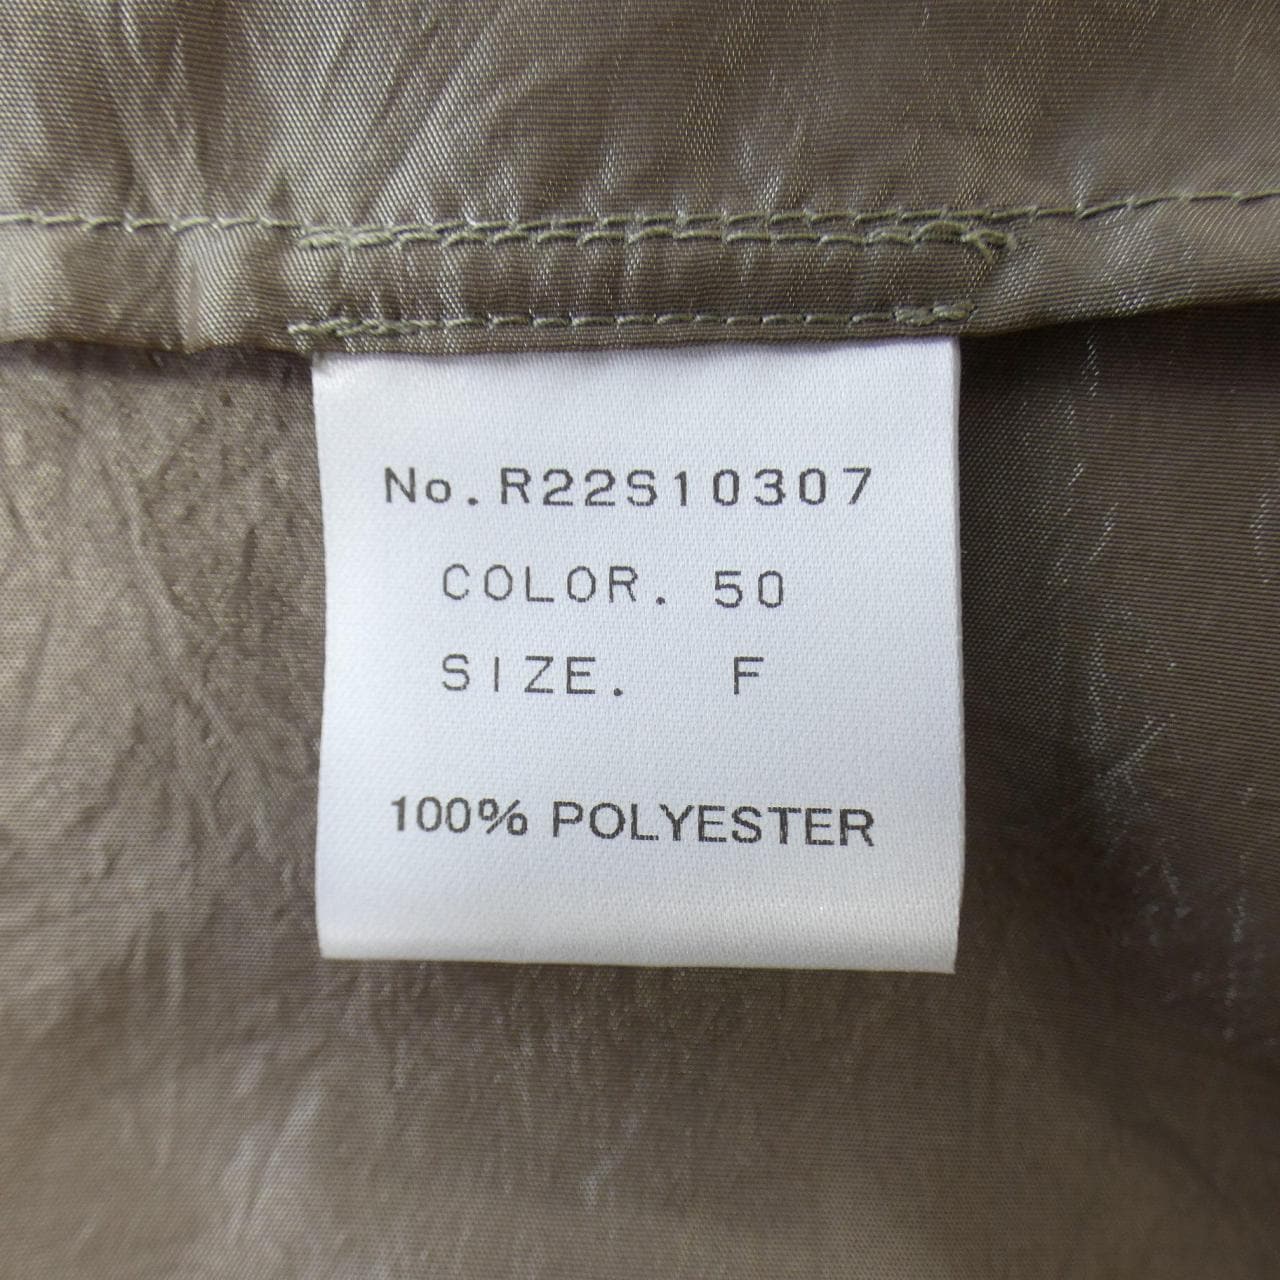 No.R22S10307
COLOR. 50
SIZE. F
100% POLYESTER